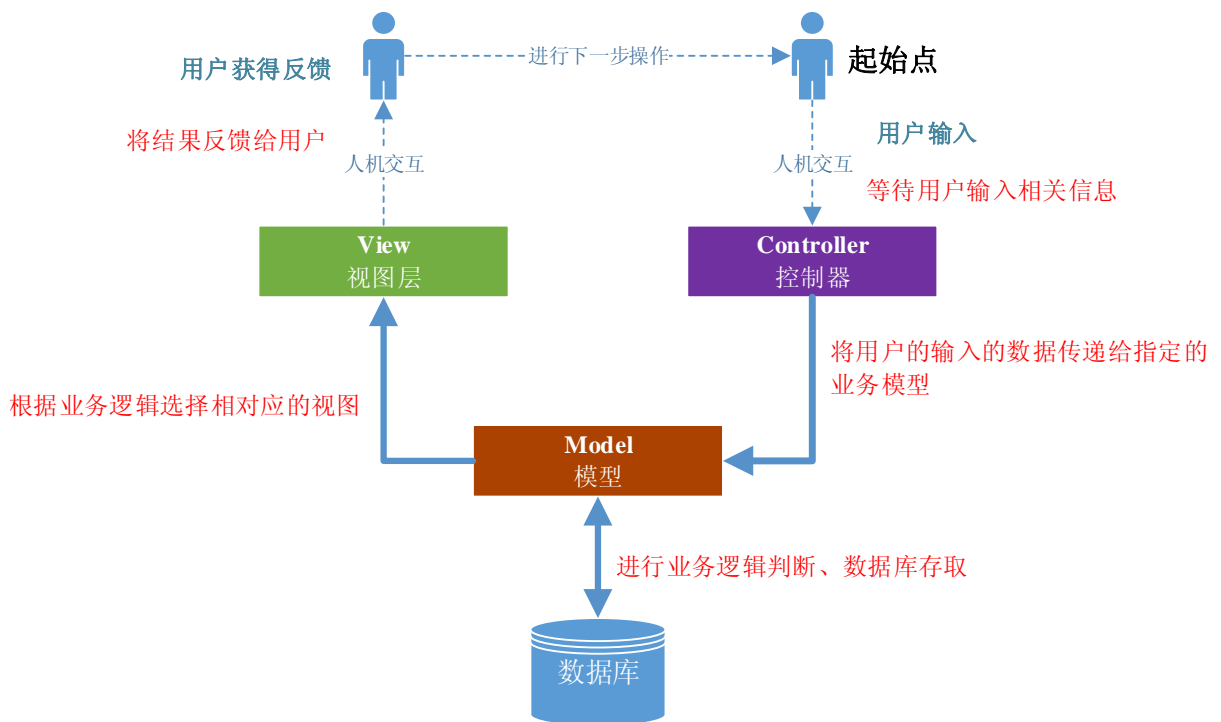 进行下一步操作
起始点
用户获得反馈
将结果反馈给用户
用户输入
人机交互
人机交互
等待用户输入相关信息
View
视图层
Controller
控制器
将用户的输入的数据传递给指定的
业务模型
根据业务逻辑选择相对应的视图
Model
模型
进行业务逻辑判断、数据库存取
数据库